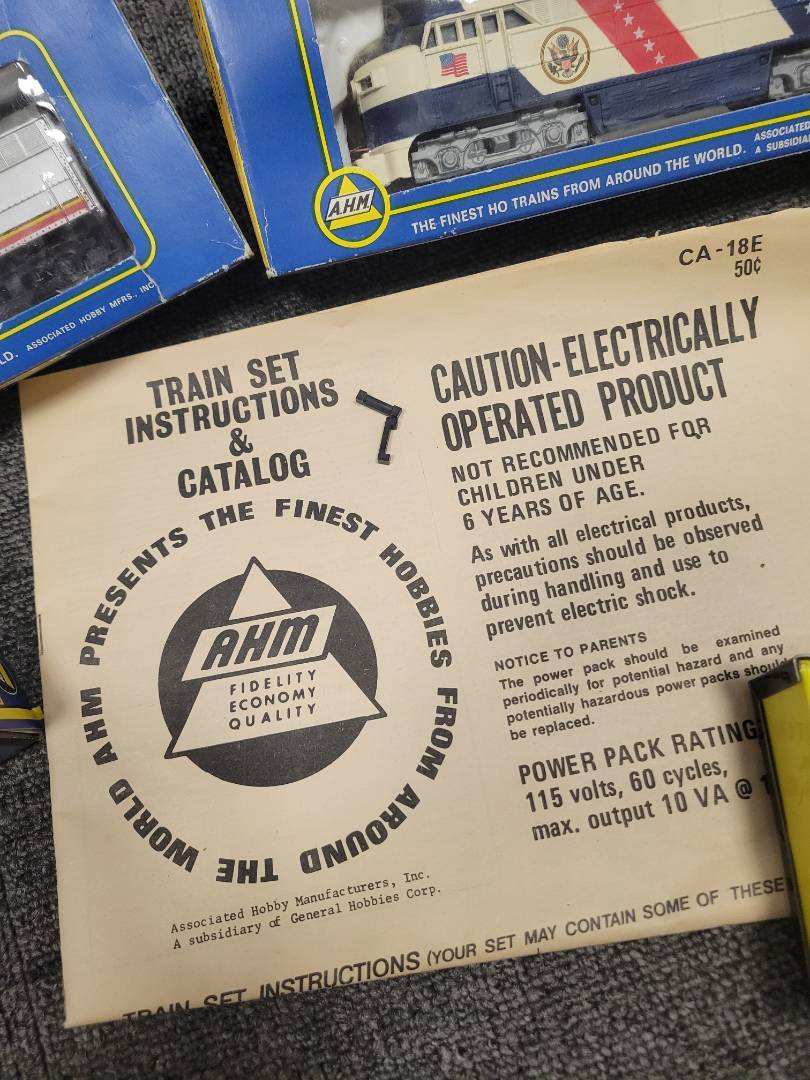 A.H.M.
THE FINEST HO TRAINS FROM AROUND THE WORLD.
ASSOCIATED
A SUBSIDIA
LD. ASSOCIATED HOBBY MFRS., INC
CA-18E
50¢
TRAIN SET
INSTRUCTIONS
&
CATALOG
AHM PRESENTS THE FINEST HOBBIES FROM AROUND THE WORLD
AHM
FIDELITY
ECONOMY
QUALITY
Associated Hobby Manufacturers, Inc.
A subsidiary of General Hobbies Corp.
CAUTION-ELECTRICALLY
OPERATED PRODUCT
NOT RECOMMENDED FOR
CHILDREN UNDER
6 YEARS OF AGE.
As with all electrical products,
precautions should be observed
during handling and use to
prevent electric shock.
NOTICE TO PARENTS
The power pack should be examined
periodically for potential hazard and any
potentially hazardous power packs should
be replaced.
POWER PACK RATING
115 volts, 60 cycles,
max. output 10 VA @
TRAIN SET INSTRUCTIONS (YOUR SET MAY CONTAIN SOME OF THESE